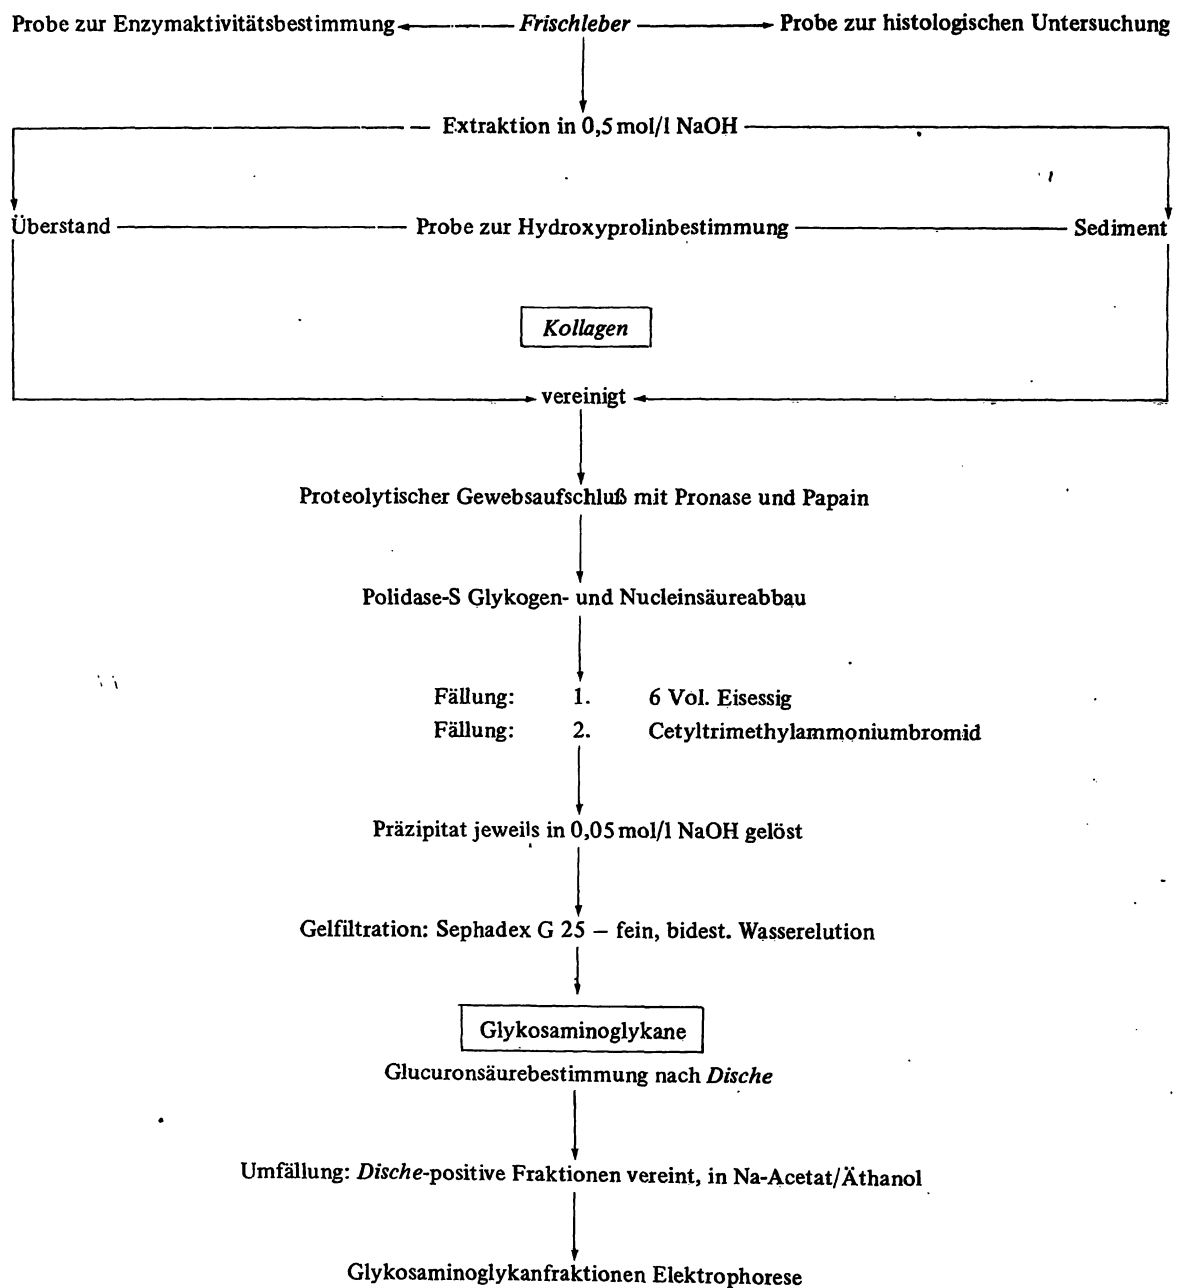 Probe zur Enzymaktivitätsbestimmung Frischleber Probe zur histologischen Untersuchung
Extraktion in 0,5 mol/l NaOH
Überstand Probe zur Hydroxyprolinbestimmung Sediment
Kollagen
vereinigt
Proteolytischer Gewebsaufschluß mit Pronase und Papain
Polidase-S Glykogen- und Nucleinsäureabbau
Fällung: 1. 6 Vol. Eisessig
Fällung: 2. Cetyltrimethylammoniumbromid
Präzipitat jeweils in 0,05 mol/l NaOH gelöst
Gelfiltration: Sephadex G 25 – fein, bidest. Wasserelution
Glykosaminoglykane
Glucuronsäurebestimmung nach Dische
Umfällung: Dische-positive Fraktionen vereint, in Na-Acetat/Äthanol
Glykosaminoglykanfraktionen Elektrophorese